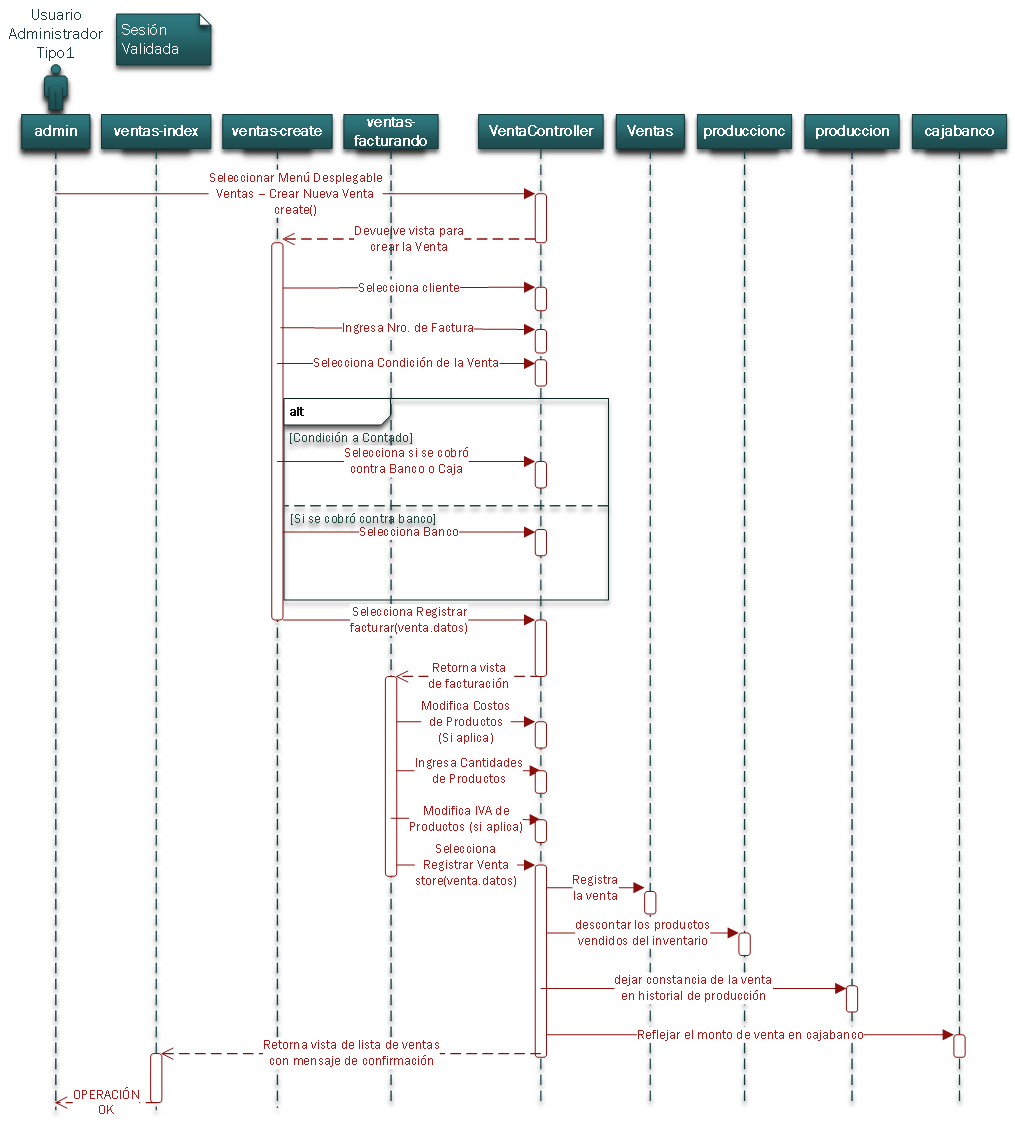 Usuario
Administrador
Tipo1
Sesión
Validada
admin
ventas-index
ventas-create
ventas-
facturando
VentaController
Ventas
produccionc
produccion
cajabanco
Seleccionar Menú Desplegable
Ventas – Crear Nueva Venta
create()
Devuelve vista para
crear la Venta
Selecciona cliente
Ingresa Nro. de Factura
Selecciona Condición de la Venta
alt
[Condición a Contado]
Selecciona si se cobró
contra Banco o Caja
[Si se cobró contra banco]
Selecciona Banco
Selecciona Registrar
facturar(venta.datos)
Retorna vista
de facturación
Modifica Costos
de Productos
(Si aplica)
Ingresa Cantidades
de Productos
Modifica IVA de
Productos (si aplica)
Selecciona
Registrar Venta
store(venta.datos)
Registra
la venta
descontar los productos
vendidos del inventario
dejar constancia de la venta
en historial de producción
Reflejar el monto de venta en cajabanco
Retorna vista de lista de ventas
con mensaje de confirmación
OPERACIÓN
OK